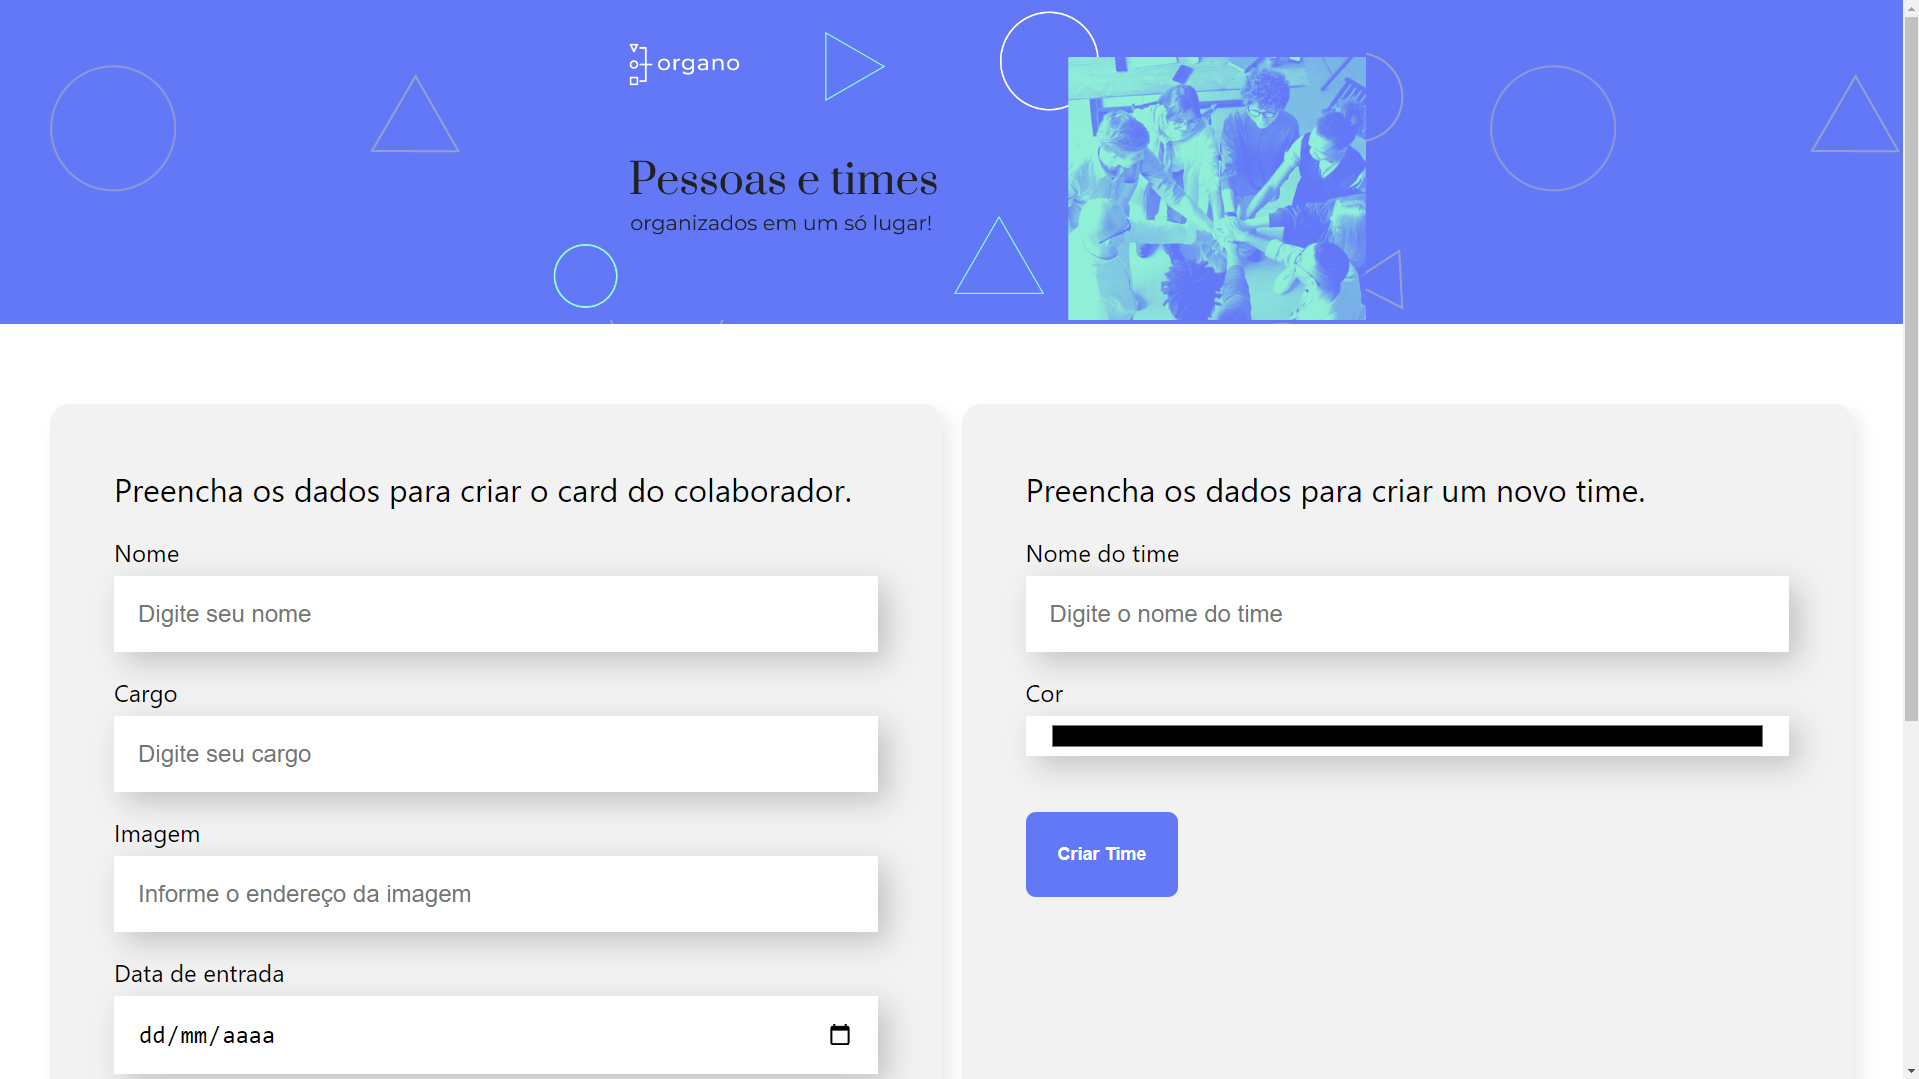 organo
Pessoas e times
organizados em um só lugar!
Preencha os dados para criar o card do colaborador.
Nome
Digite seu nome
Cargo
Digite seu cargo
Imagem
Informe o endereço da imagem
Data de entrada
dd/mm/aaaa
Preencha os dados para criar um novo time.
Nome do time
Digite o nome do time
Cor
Criar Time